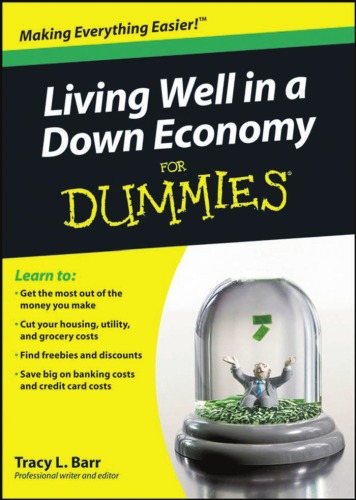 Making Everything Easier!™
Living Well in a
Down Economy
FOR
DUMMIES®
Learn to:
• Get the most out of the
money you make
• Cut your housing, utility,
and grocery costs
• Find freebies and discounts
• Save big on banking costs
and credit card costs
Tracy L. Barr
Professional writer and editor